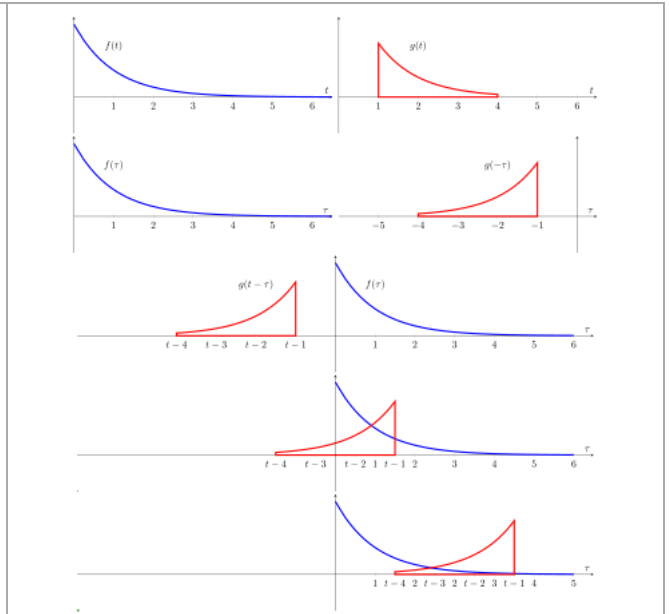 f(t) g(t)
t t
1 2 3 4 5 6 1 2 3 4 5 6
f(τ) g(−τ)
τ τ
1 2 3 4 5 6 −5 −4 −3 −2 −1
g(t − τ) f(τ)
τ
t − 4 t − 3 t − 2 t − 1 1 2 3 4 5 6
τ
t − 4 t − 3 t − 2 1 t − 1 2 3 4 5 6
τ
1 t − 4 2 t − 3 2 t − 2 3 t − 1 4 5